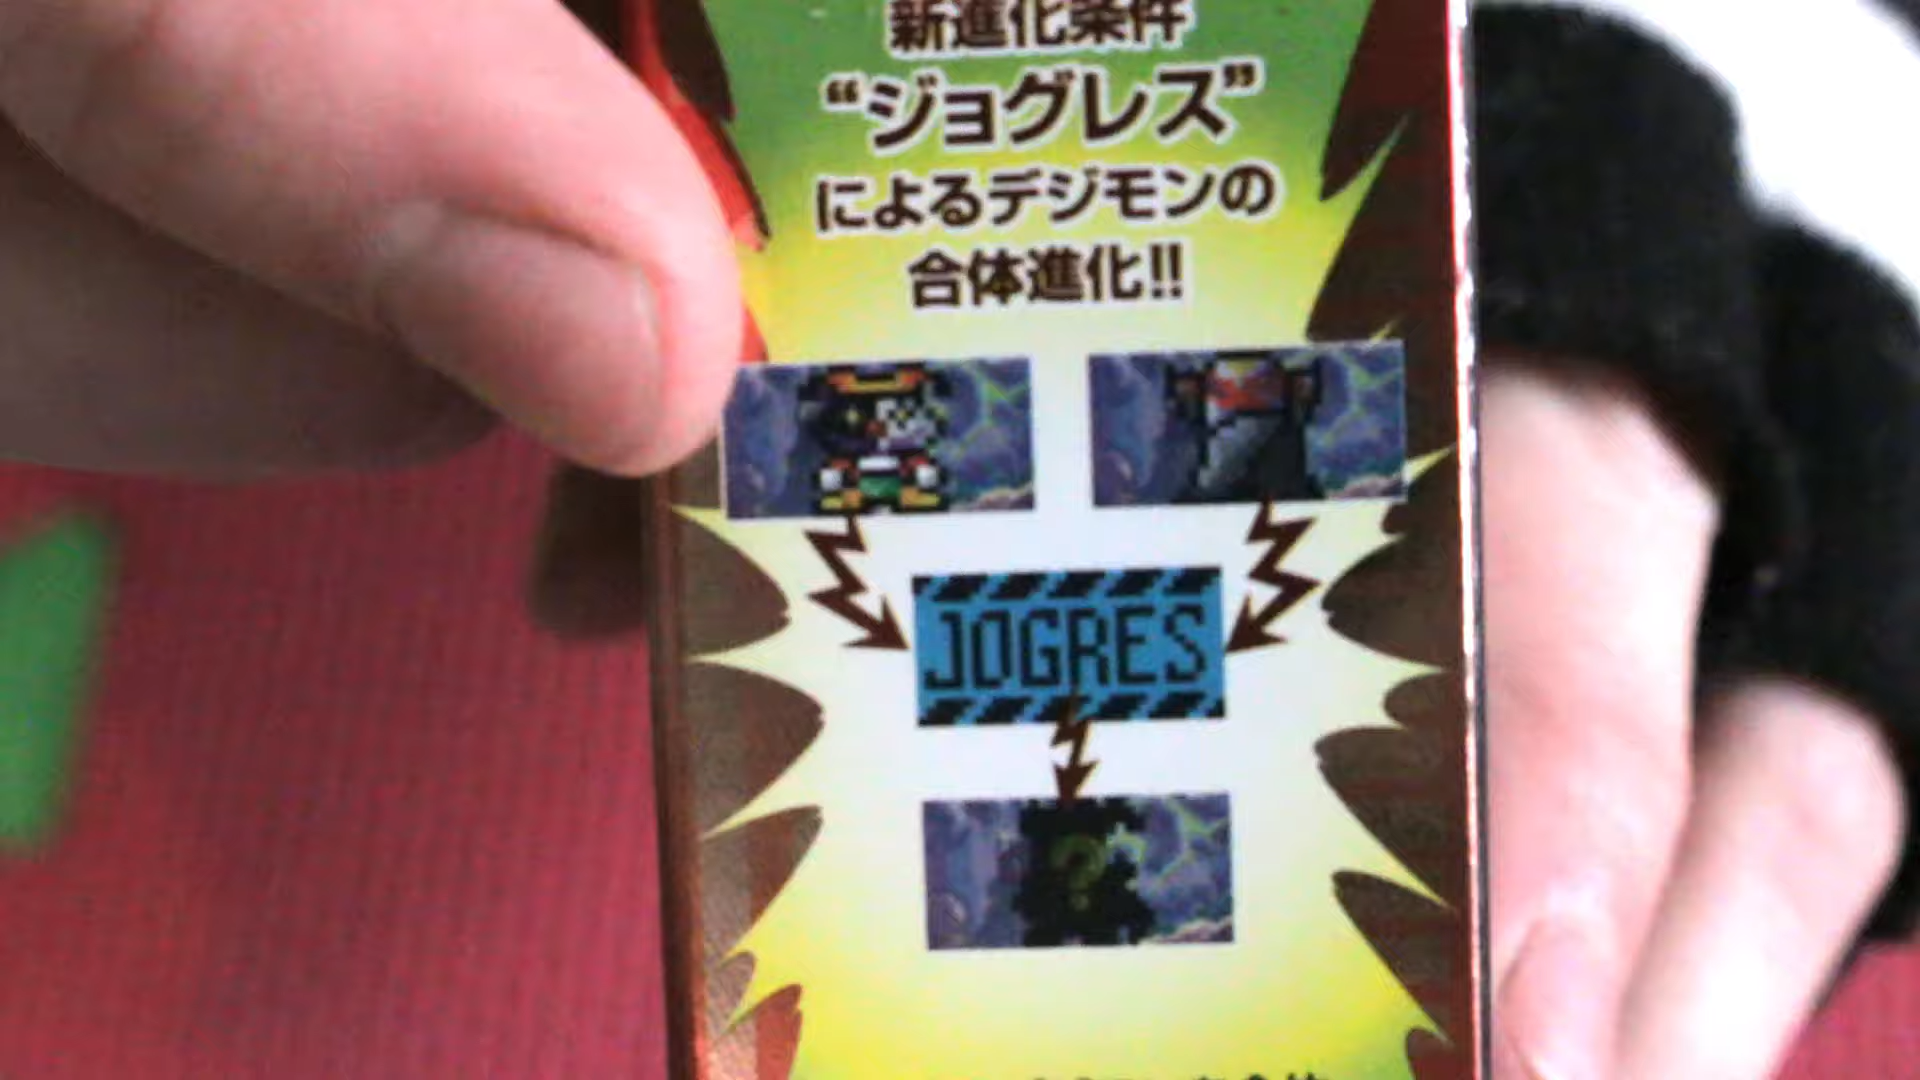 新進化条件
“ジョグレス”
によるデジモンの
合体進化!!
JOGRES
?